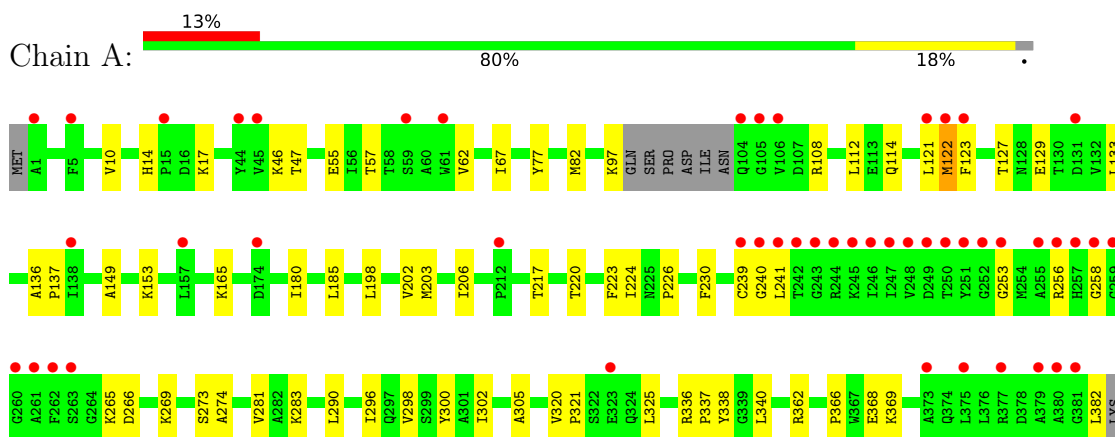 13%
Chain A:
80% 18% •
MET A1 F5 V10 H14 P15 D16 K17 Y44 V45 K46 T47 E55 I56 T57 T58 S59 A60 W61 V62 I67 Y77 M82 K97 GLN SER PRO ASP ILE ASN Q104 G105 V106 D107 R108 L112 E113 Q114 L121 M122 F123 T127 N128 E129 T130 D131 V132 L133
A136 P137 I138 A149 K153 L157 K165 D174 I180 L185 L198 V202 M203 I206 P212 T217 T220 F223 I224 N225 P226 F230 C239 G240 L241 T242 G243 R244 K245 I246 I247 V248 D249 T250 Y251 G252 G253 M254 A255 R256 H257 G258 G259
G260 A261 F262 S263 G264 K265 D266 K269 S273 A274 V281 A282 K283 L290 I296 Q297 V298 S299 Y300 A301 I302 A305 V320 P321 S322 E323 Q324 L325 R336 P337 Y338 G339 L340 R362 P366 W367 E368 K369 A373 Q374 L375 L376 R377 D378 A379 A380 G381 L382 LYS